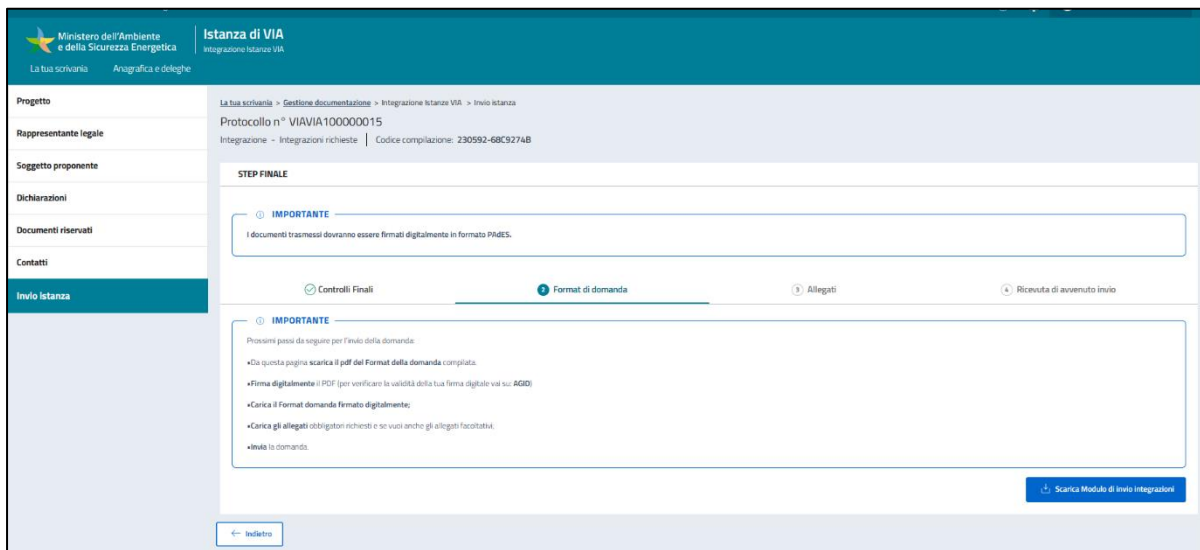 Ministero dell'Ambiente
e della Sicurezza Energetica
Istanza di VIA
Integrazione Istanze VIA
La tua scrivania Anagrafica e deleghe
Progetto
Rappresentante legale
Soggetto proponente
Dichiarazioni
Documenti riservati
Contatti
Invio istanza
La tua scrivania > Gestione documentazione > Integrazione Istanze VIA > Invio istanza
Protocollo n° VIAVIA100000015
Integrazione - Integrazioni richieste | Codice compilazione: 230592-68C9274B
STEP FINALE
IMPORTANTE
I documenti trasmessi dovranno essere firmati digitalmente in formato PAdES.
Controlli Finali 2 Format di domanda 3 Allegati 4 Ricevuta di avvenuto invio
IMPORTANTE
Prossimi passi da seguire per l'invio della domanda:
•Da questa pagina scarica il pdf del Format della domanda compilata.
•Firma digitalmente il PDF (per verificare la validità della tua firma digitale vai su: AGID)
•Carica il Format domanda firmato digitalmente;
•Carica gli allegati obbligatori richiesti e se vuoi anche gli allegati facoltativi.
•Invia la domanda.
Scarica Modulo di invio integrazioni
← Indietro